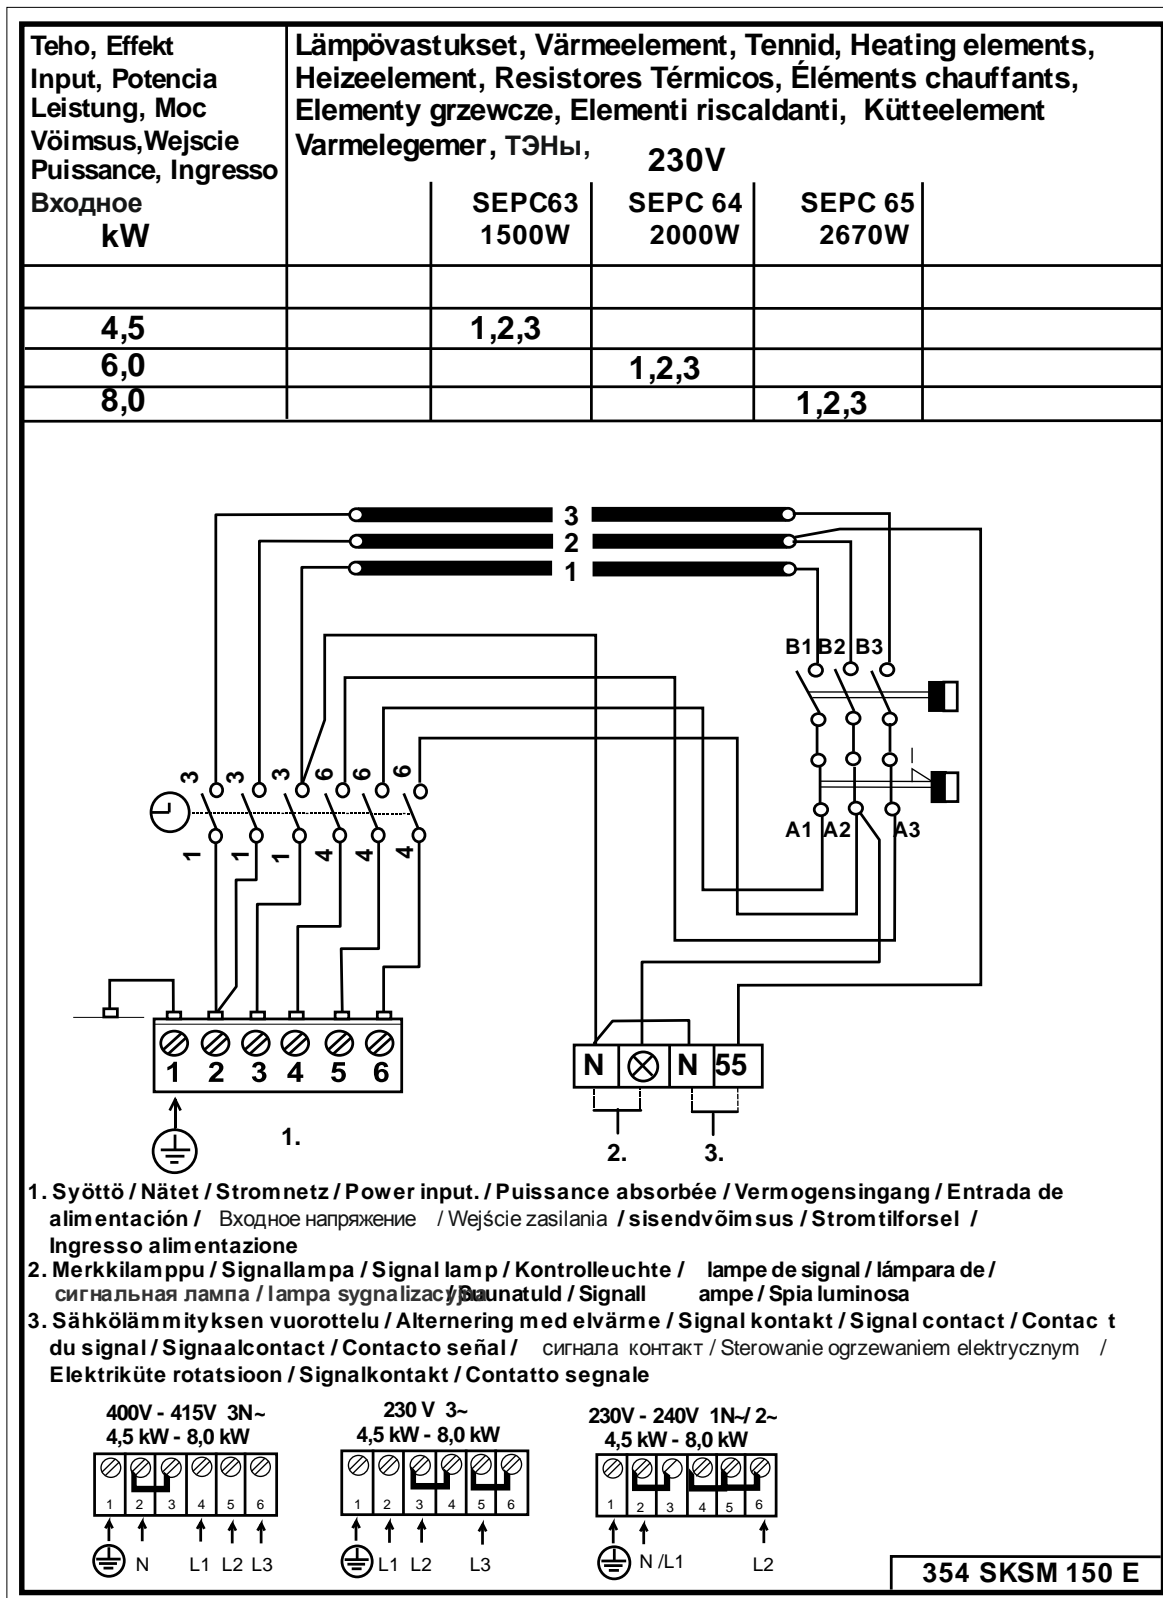 Teho, Effekt
Input, Potencia
Leistung, Moc
Vöimsus,Wejscie
Puissance, Ingresso
Входное
kW
Lämpövastukset, Värmeelement, Tennid, Heating elements,
Heizeelement, Resistores Térmicos, Éléments chauffants,
Elementy grzewcze, Elementi riscaldanti, Kütteelement
Varmelegemer, ТЭНы, 230V
SEPC63 SEPC 64 SEPC 65
1500W 2000W 2670W
4,5 1,2,3
6,0 1,2,3
8,0 1,2,3
3
2
1
B1 B2 B3
3 3 3 6 6 6
A1 A2 A3
1 1 1 4 4 4
1 2 3 4 5 6
N N 55
1.
2. 3.
1. Syöttö / Nätet / Stromnetz / Power input. / Puissance absorbée / Vermogensingang / Entrada de
alimentación / Входное напряжение / Wejście zasilania / sisendvõimsus / Stromtilforsel /
Ingresso alimentazione
2. Merkkilamppu / Signallampa / Signal lamp / Kontrolleuchte / lampe de signal / lámpara de /
сигнальная лампа / lampa sygnalizacyjna / Suunatuld / Signall ampe / Spia luminosa
3. Sähkölämmityksen vuorottelu / Alternering med elvärme / Signal kontakt / Signal contact / Contac t
du signal / Signaalcontact / Contacto señal / сигнала контакт / Sterowanie ogrzewaniem elektrycznym /
Elektriküte rotatsioon / Signalkontakt / Contatto segnale
400V - 415V 3N~
4,5 kW - 8,0 kW
1 2 3 4 5 6
N L1 L2 L3
230 V 3~
4,5 kW - 8,0 kW
1 2 3 4 5 6
L1 L2 L3
230V - 240V 1N~/ 2~
4,5 kW - 8,0 kW
1 2 3 4 5 6
N /L1 L2
354 SKSM 150 E